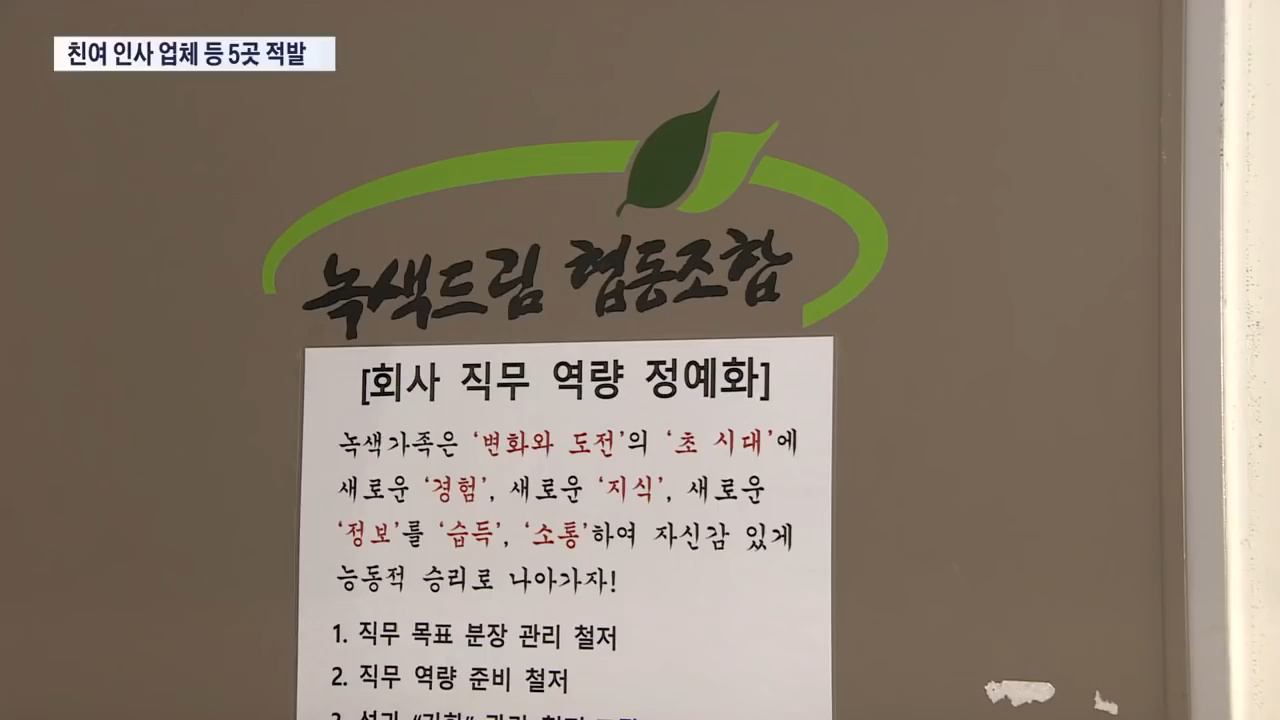 친여 인사 업체 등 5곳 적발
녹색드림 협동조합
[회사 직무 역량 정예화]
녹색가족은 '변화와 도전'의 '초 시대'에
새로운 '경험', 새로운 '지식', 새로운
'정보'를 '습득', '소통'하여 자신감 있게
능동적 승리로 나아가자!
1. 직무 목표 분장 관리 철저
2. 직무 역량 준비 철저